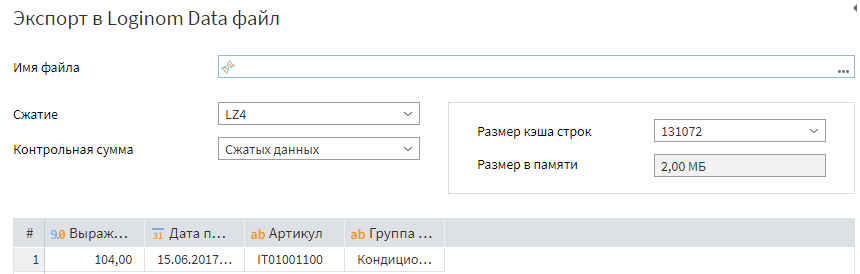 Экспорт в Loginom Data файл
Имя файла
...
Сжатие LZ4
Контрольная сумма Сжатых данных
Размер кэша строк 131072
Размер в памяти 2,00 МБ
# 9.0 Выраж... 31 Дата п... ab Артикул ab Группа ...
1 104,00 15.06.2017... IT01001100 Кондицио...